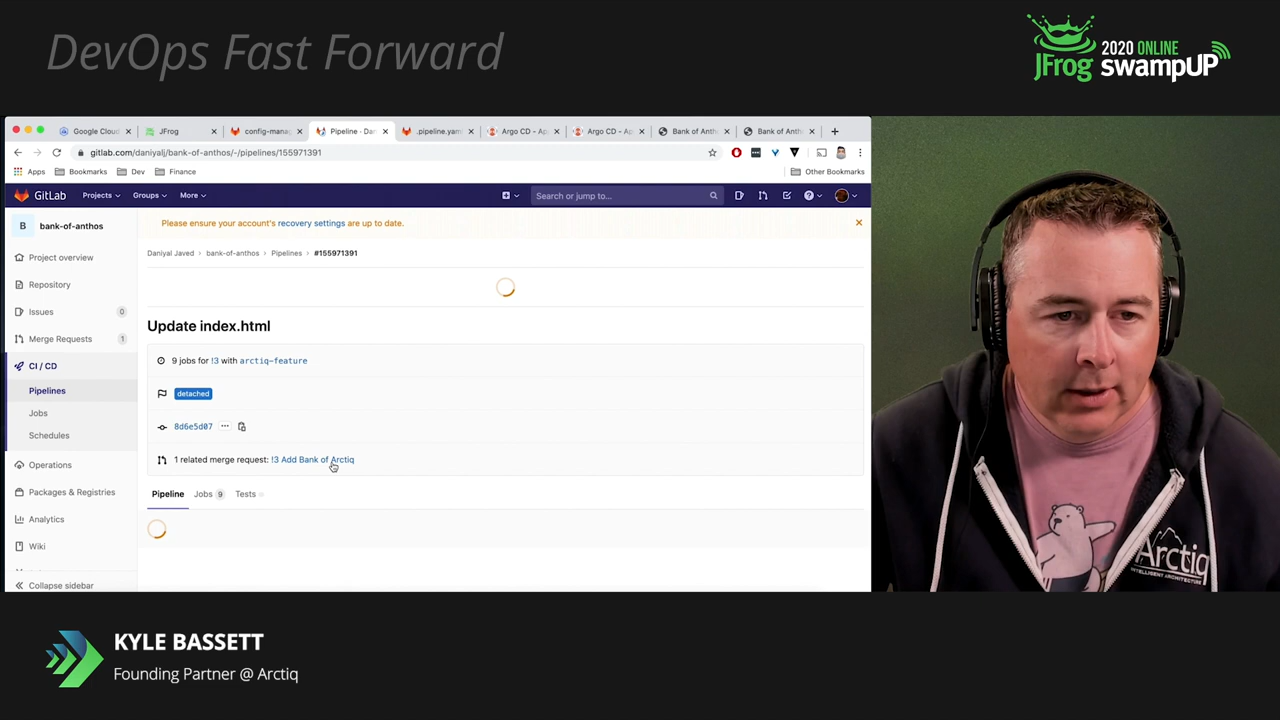 DevOps Fast Forward
JFrog
2020 ONLINE
swampUP
Google Cloud
JFrog
config-manag
Pipeline · Dan
.pipeline.yam
Argo CD - Ap
Argo CD - Ap
Bank of Anth
Bank of Anth
gitlab.com/daniyalj/bank-of-anthos/-/pipelines/155971391
Apps
Bookmarks
Dev
Finance
Other Bookmarks
GitLab
Projects
Groups
More
Search or jump to...
B
bank-of-anthos
Please ensure your account's recovery settings are up to date.
Project overview
Daniyal Javed > bank-of-anthos > Pipelines > #155971391
Repository
Issues 0
Merge Requests 1
CI / CD
Pipelines
Jobs
Schedules
Operations
Packages & Registries
Analytics
Wiki
Collapse sidebar
Update index.html
9 jobs for !3 with arctiq-feature
detached
8d6e5d07
1 related merge request: !3 Add Bank of Arctiq
Pipeline
Jobs 9
Tests
Arctiq
INTELLIGENT ARCHITECTURE
KYLE BASSETT
Founding Partner @ Arctiq